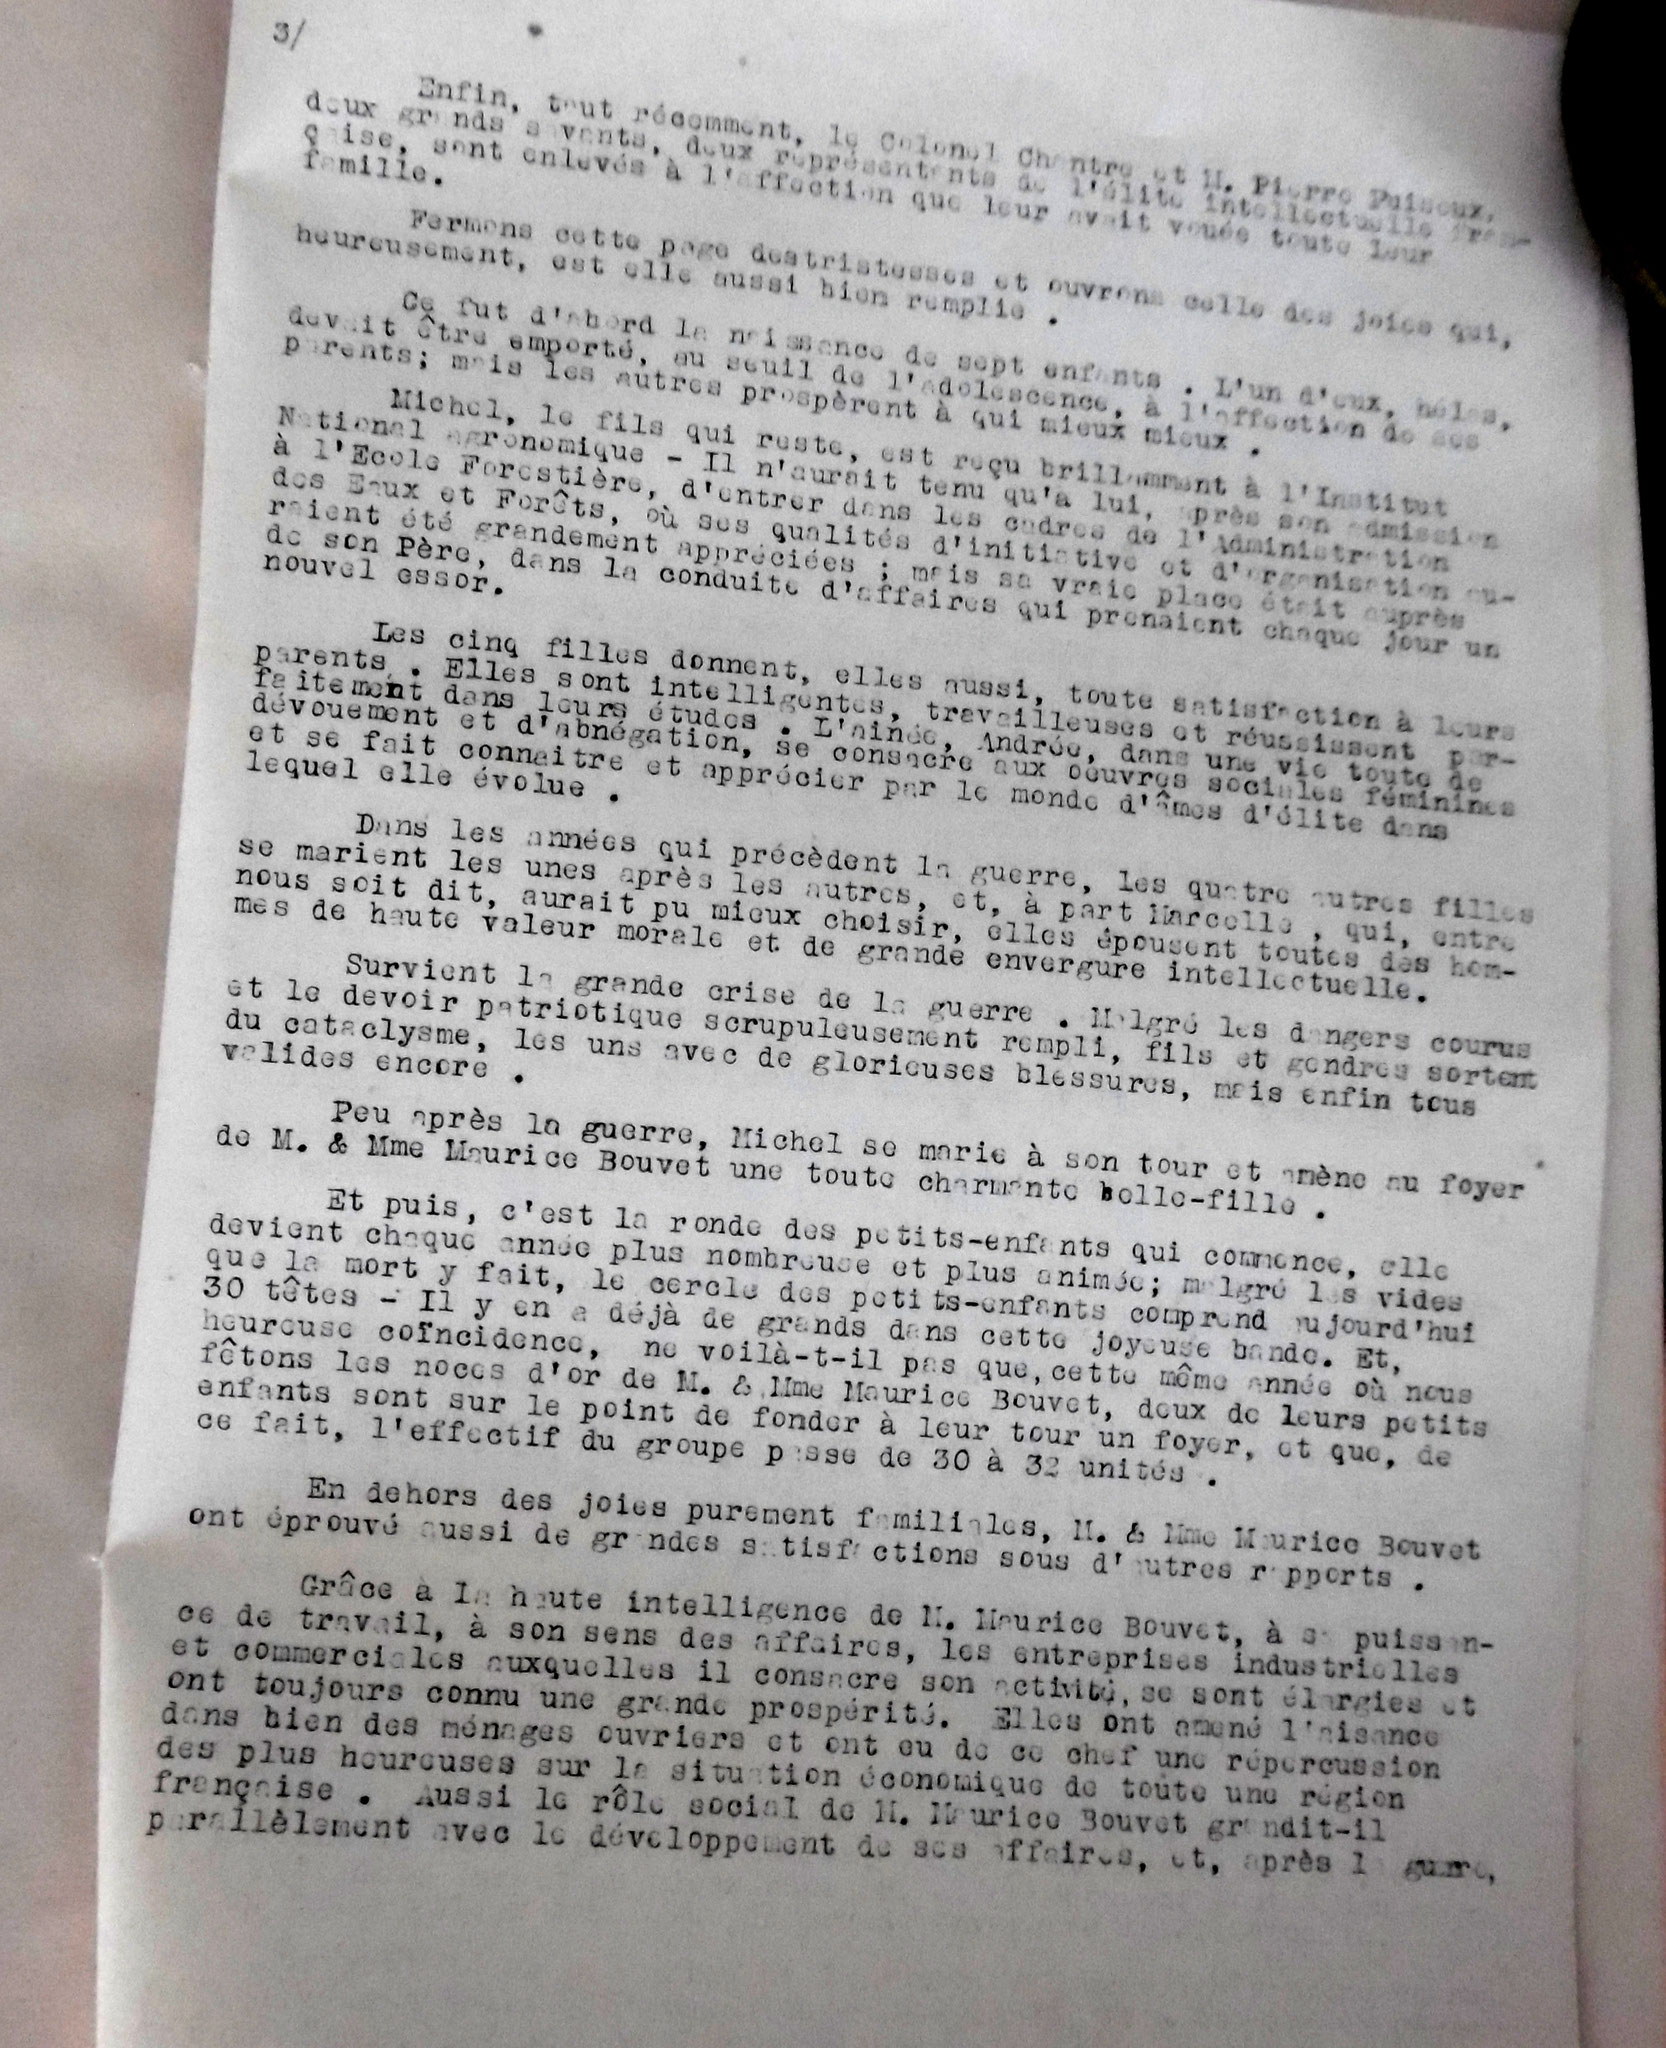 3/
Enfin, tout récemment, le Colonel Chantre et M. Pierre Puiseux,
deux grands savants, deux représentants de l'élite intellectuelle fran-
çaise, sont enlevés à l'affection que leur avait vouée toute leur
famille.
Fermons cette page destristesses et ouvrons celle des joies qui,
heureusement, est elle aussi bien remplie .
Ce fut d'abord la naissance de sept enfants . L'un d'eux, hélas,
devait être emporté, au seuil de l'adolescence, à l'affection de ses
parents; mais les autres prospèrent à qui mieux mieux .
Michel, le fils qui reste, est reçu brillamment à l'Institut
National agronomique - Il n'aurait tenu qu'a lui, après son admission
à l'Ecole Forestière, d'entrer dans les cadres de l'Administration
des Eaux et Forêts, où ses qualités d'initiative et d'organisation au-
raient été grandement appréciées ; mais sa vraie place était auprès
de son Père, dans la conduite d'affaires qui prenaient chaque jour un
nouvel essor.
Les cinq filles donnent, elles aussi, toute satisfaction à leurs
parents . Elles sont intelligentes, travailleuses et réussissent par-
faitement dans leurs études . L'ainée, Andrée, dans une vie toute de
dévouement et d'abnégation, se consacre aux oeuvres sociales féminines
et se fait connaitre et apprécier par le monde d'âmes d'élite dans
lequel elle évolue .
Dans les années qui précèdent la guerre, les quatre autres filles
se marient les unes après les autres, et, à part Marcelle , qui, entre
nous soit dit, aurait pu mieux choisir, elles épousent toutes des hom-
mes de haute valeur morale et de grande envergure intellectuelle.
Survient la grande crise de la guerre . Malgré les dangers courus
et le devoir patriotique scrupuleusement rempli, fils et gendres sortent
du cataclysme, les uns avec de glorieuses blessures, mais enfin tous
valides encore .
Peu après la guerre, Michel se marie à son tour et amène au foyer
de M. & Mme Maurice Bouvet une toute charmante belle-fille .
Et puis, c'est la ronde des petits-enfants qui commence, elle
devient chaque année plus nombreuse et plus animée; malgré les vides
que la mort y fait, le cercle des petits-enfants comprend aujourd'hui
30 têtes - Il y en a déjà de grands dans cette joyeuse bande. Et,
heureuse coïncidence, ne voilà-t-il pas que,cette même année où nous
fêtons les noces d'or de M. & Mme Maurice Bouvet, deux de leurs petits
enfants sont sur le point de fonder à leur tour un foyer, et que, de
ce fait, l'effectif du groupe passe de 30 à 32 unités .
En dehors des joies purement familiales, M. & Mme Maurice Bouvet
ont éprouvé aussi de grandes satisfactions sous d'autres rapports .
Grâce à la haute intelligence de M. Maurice Bouvet, à sa puissan-
ce de travail, à son sens des affaires, les entreprises industrielles
et commerciales auxquelles il consacre son activité, se sont élargies et
ont toujours connu une grande prospérité. Elles ont amené l'aisance
dans bien des ménages ouvriers et ont eu de ce chef une répercussion
des plus heureuses sur la situation économique de toute une région
française . Aussi le rôle social de M. Maurice Bouvet grandit-il
parallèlement avec le développement de ses affaires, et, après la guerre,